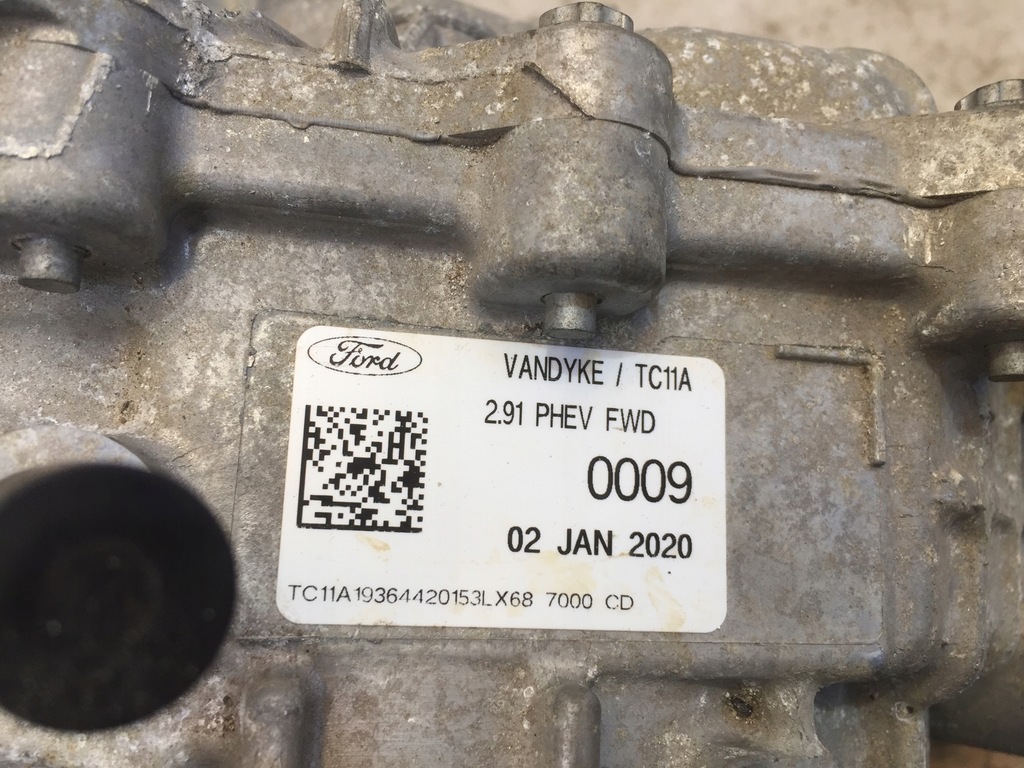 Ford
VANDYKE / TC11A
2.91 PHEV FWD
0009
02 JAN 2020
TC11A19364420153LX68 7000 CD